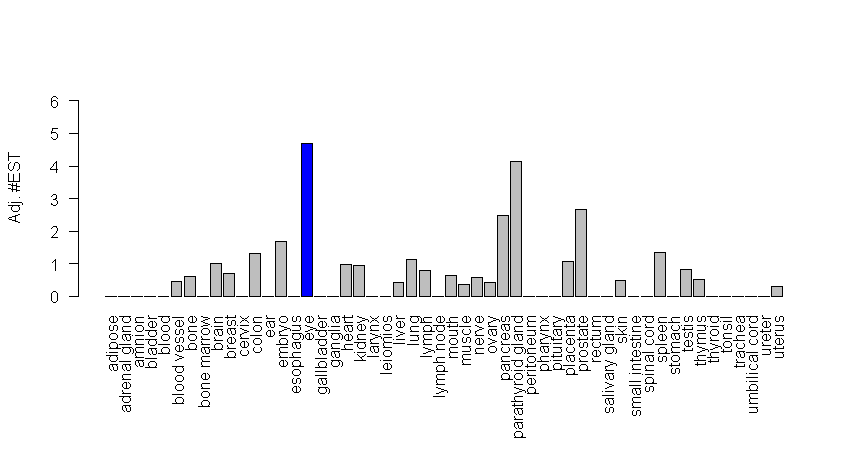 6
5
4
3
2
1
0
Adj. #EST
adipose
adrenal gland
amnion
bladder
blood
blood vessel
bone
bone marrow
brain
breast
cervix
colon
ear
embryo
esophagus
eye
gallbladder
ganglia
heart
kidney
larynx
leiomios
liver
lung
lymph
lymph node
mouth
muscle
nerve
ovary
pancreas
parathyroid gland
peritoneum
pharynx
pituitary
placenta
prostate
rectum
salivary gland
skin
small intestine
spinal cord
spleen
stomach
testis
thymus
thyroid
tonsil
trachea
umbilical cord
ureter
uterus